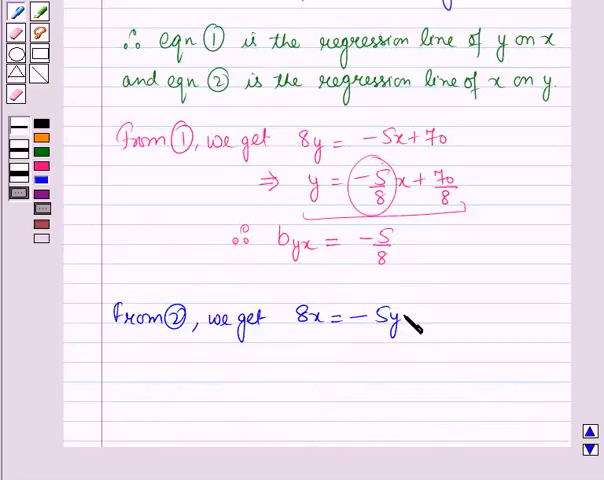 ∴ eqn ① is the regression line of y on x
and eqn ② is the regression line of x on y.
From ①, we get 8y = -5x + 70
⇒ y = -5/8 x + 70/8
∴ byx = -5/8
From ②, we get 8x = - 5y